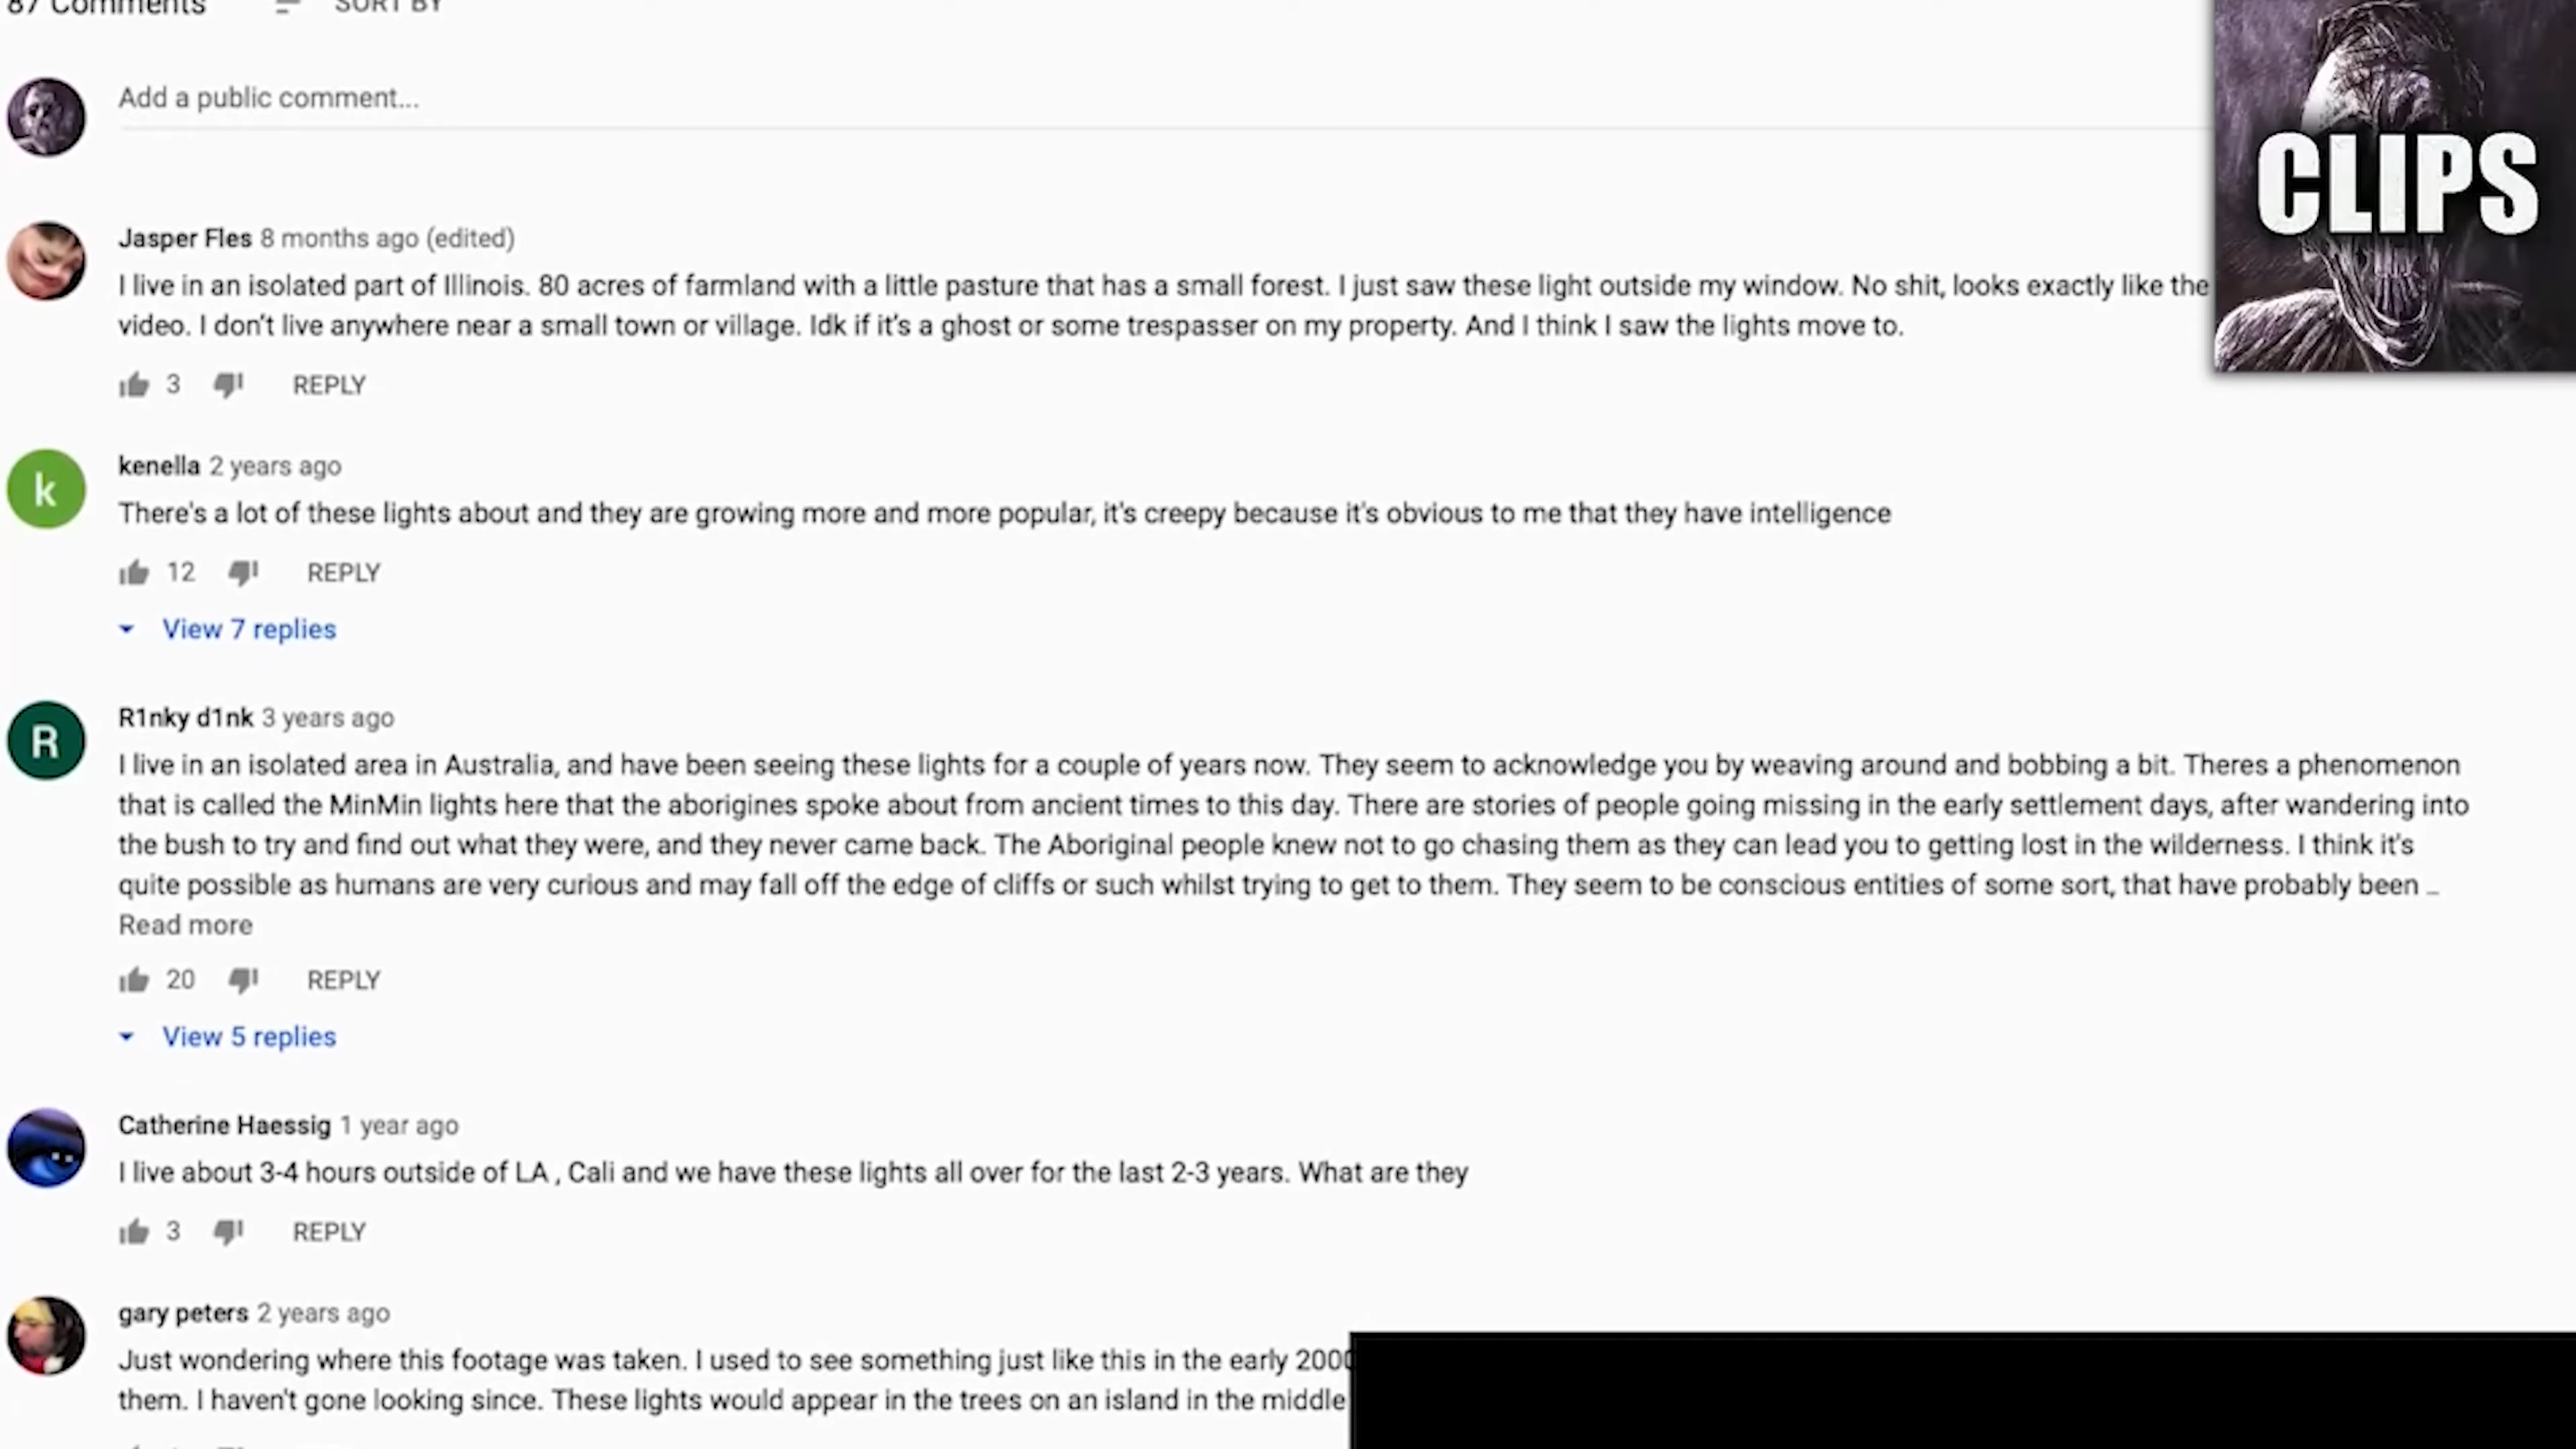 87 Comments SORT BY
Add a public comment...
CLIPS
Jasper Fles 8 months ago (edited)
I live in an isolated part of Illinois. 80 acres of farmland with a little pasture that has a small forest. I just saw these light outside my window. No shit, looks exactly like the
video. I don't live anywhere near a small town or village. Idk if it's a ghost or some trespasser on my property. And I think I saw the lights move to.
3 REPLY
k
kenella 2 years ago
There's a lot of these lights about and they are growing more and more popular, it's creepy because it's obvious to me that they have intelligence
12 REPLY
View 7 replies
R
R1nky d1nk 3 years ago
I live in an isolated area in Australia, and have been seeing these lights for a couple of years now. They seem to acknowledge you by weaving around and bobbing a bit. Theres a phenomenon
that is called the MinMin lights here that the aborigines spoke about from ancient times to this day. There are stories of people going missing in the early settlement days, after wandering into
the bush to try and find out what they were, and they never came back. The Aboriginal people knew not to go chasing them as they can lead you to getting lost in the wilderness. I think it's
quite possible as humans are very curious and may fall off the edge of cliffs or such whilst trying to get to them. They seem to be conscious entities of some sort, that have probably been ...
Read more
20 REPLY
View 5 replies
Catherine Haessig 1 year ago
I live about 3-4 hours outside of LA , Cali and we have these lights all over for the last 2-3 years. What are they
3 REPLY
gary peters 2 years ago
Just wondering where this footage was taken. I used to see something just like this in the early
them. I haven't gone looking since. These lights would appear in the trees on an island in the middle